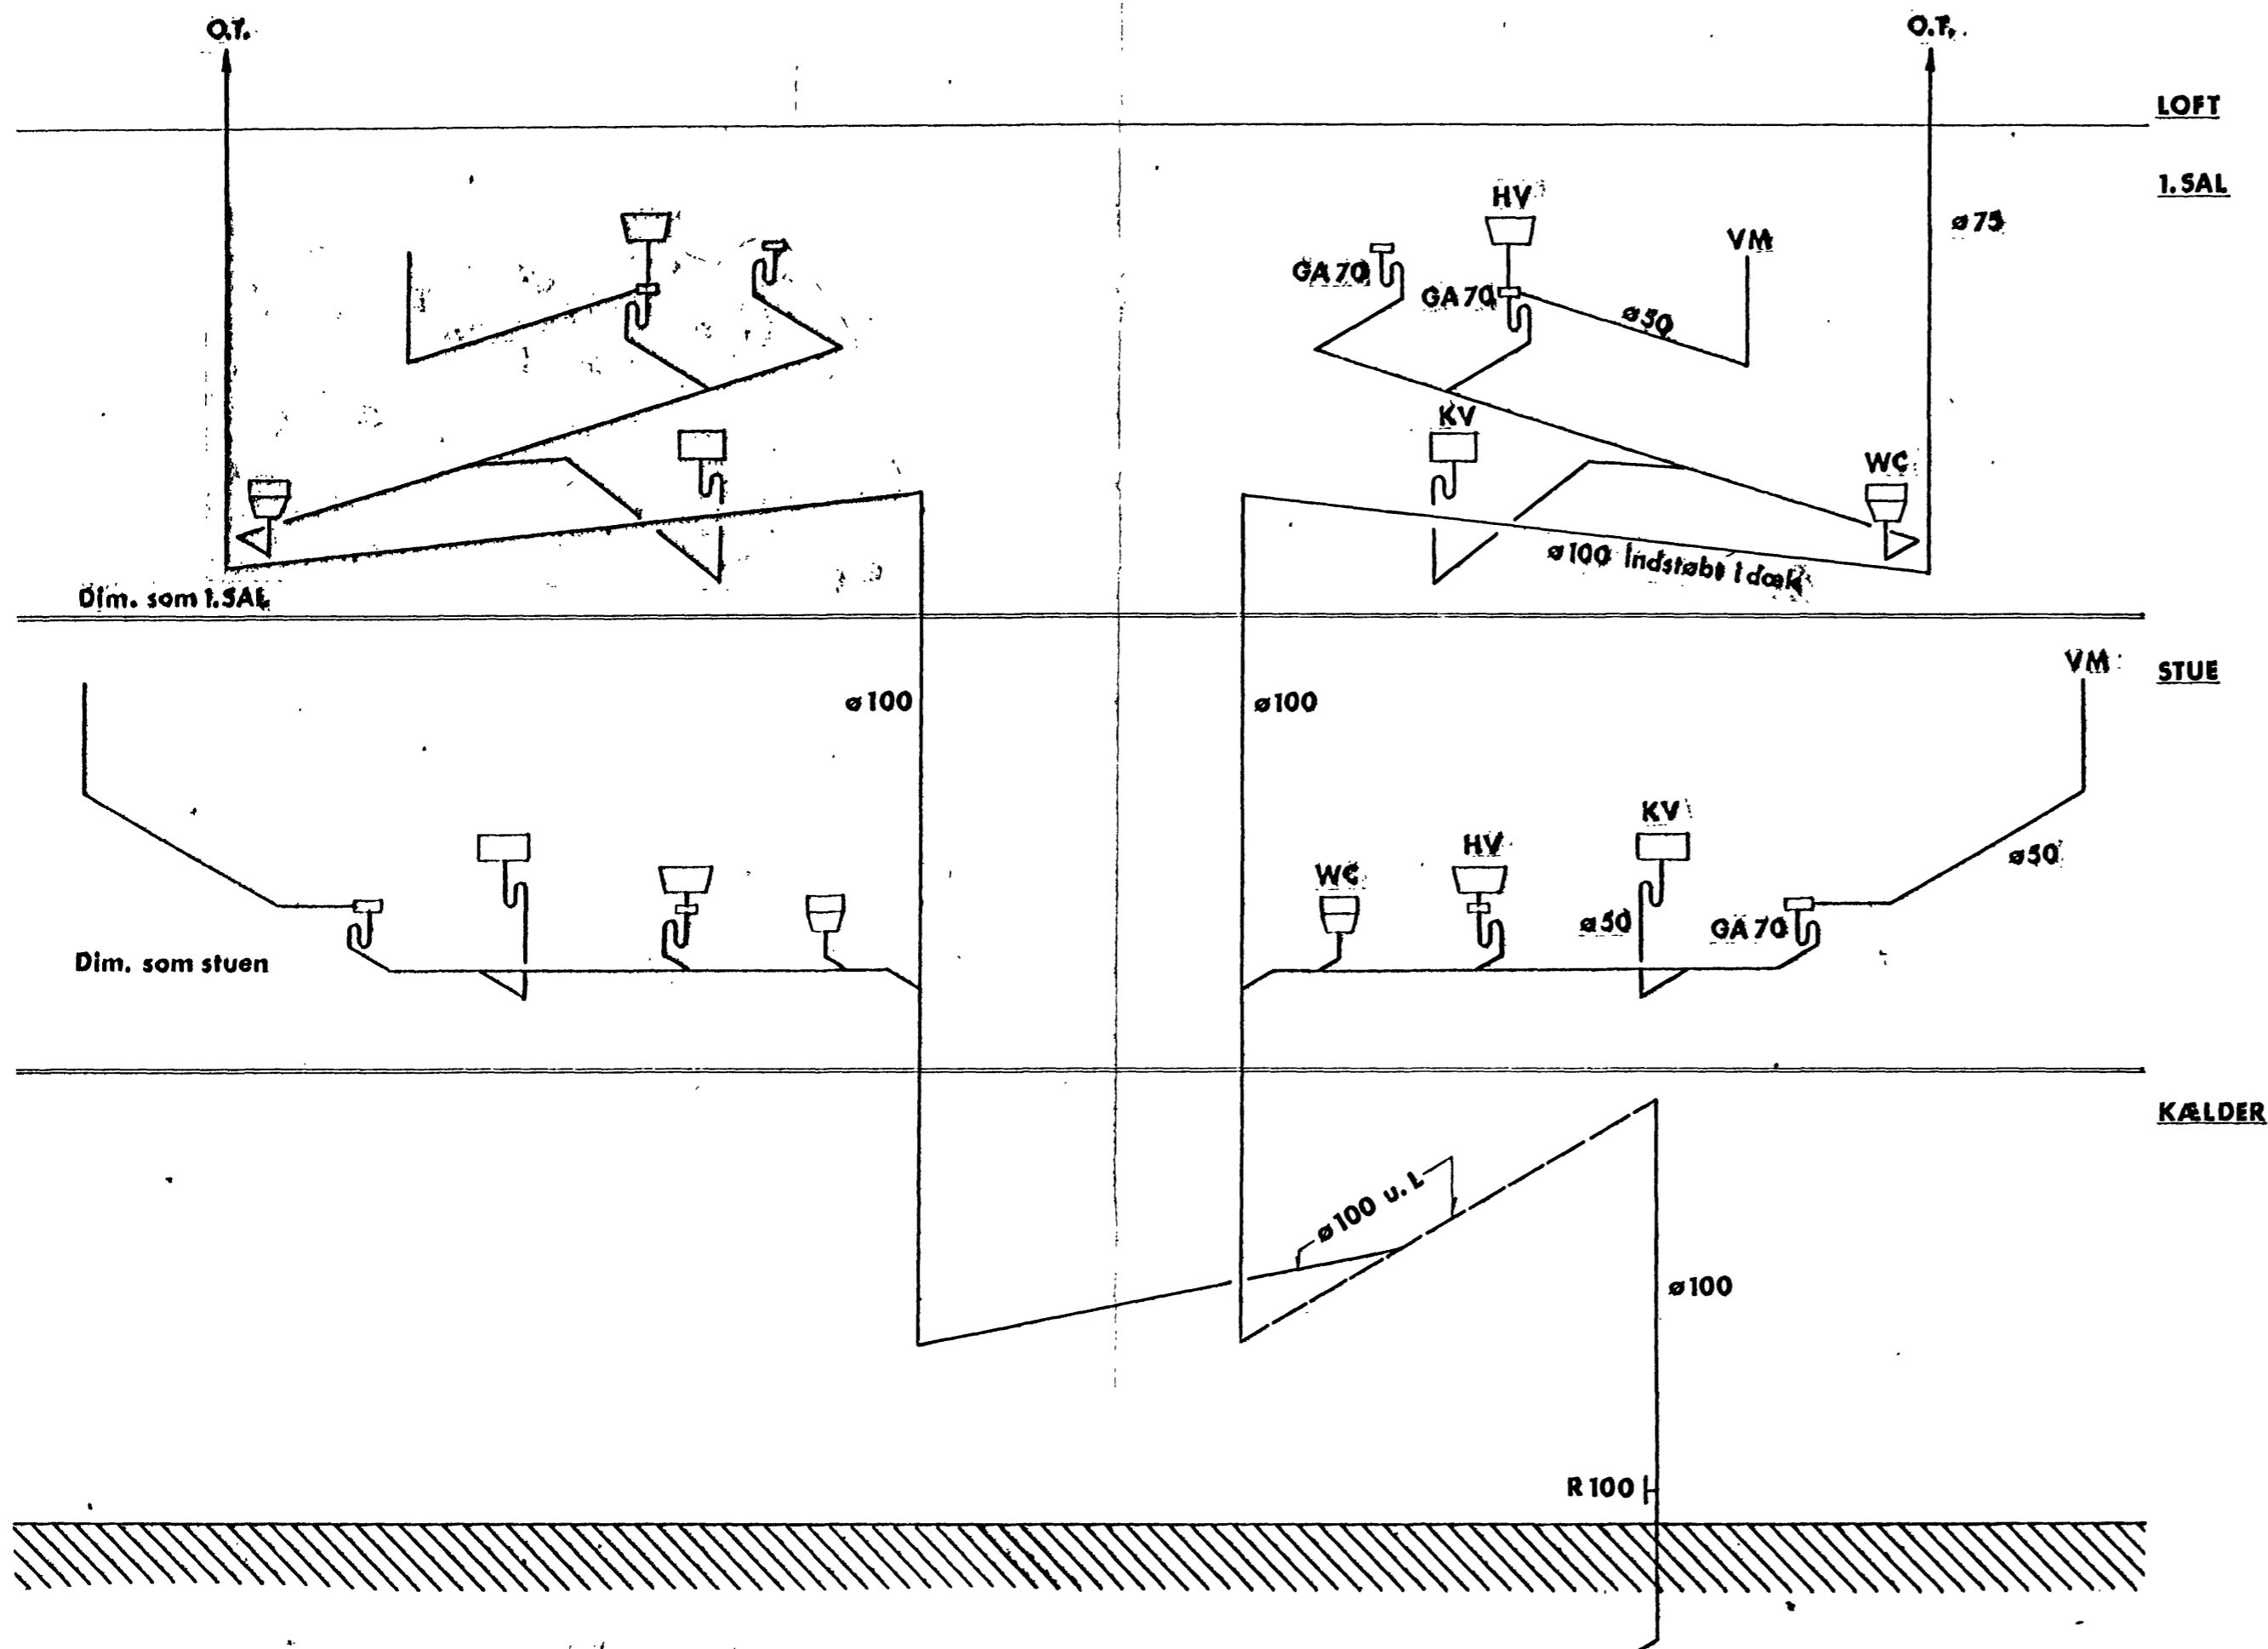 O.T.
O.T.
LOFT
1. SAL
HV
ø75
VM
GA 70
GA 70
ø50
KV
WC
ø100 Indstøbt i dæk
Dim. som 1. SAL
VM
STUE
ø100
ø100
KV
HV
ø50
WC
ø50
GA 70
Dim. som stuen
KÆLDER
ø100 u. L
ø100
R 100